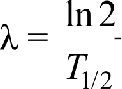 λ = ln 2 / T1/2